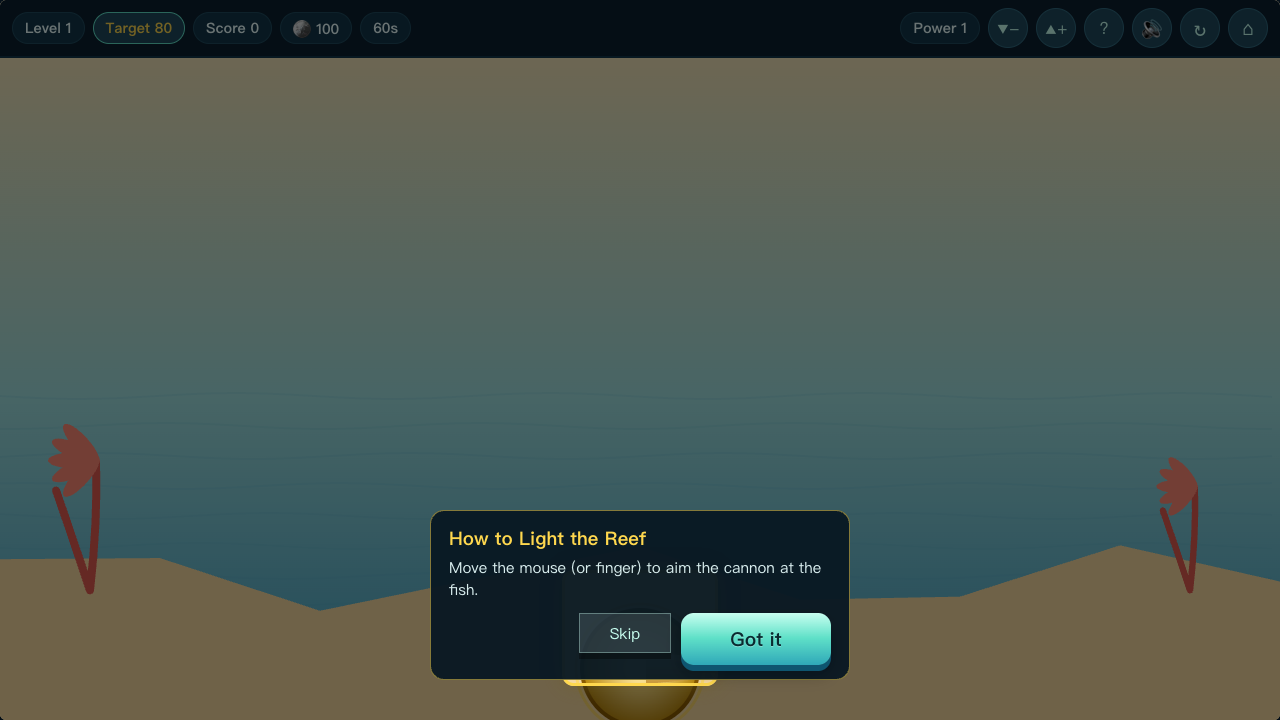 Level 1
Target 80
Score 0
100
60s
Power 1
▼−
▲+
?
How to Light the Reef
Move the mouse (or finger) to aim the cannon at the
fish.
Skip
Got it